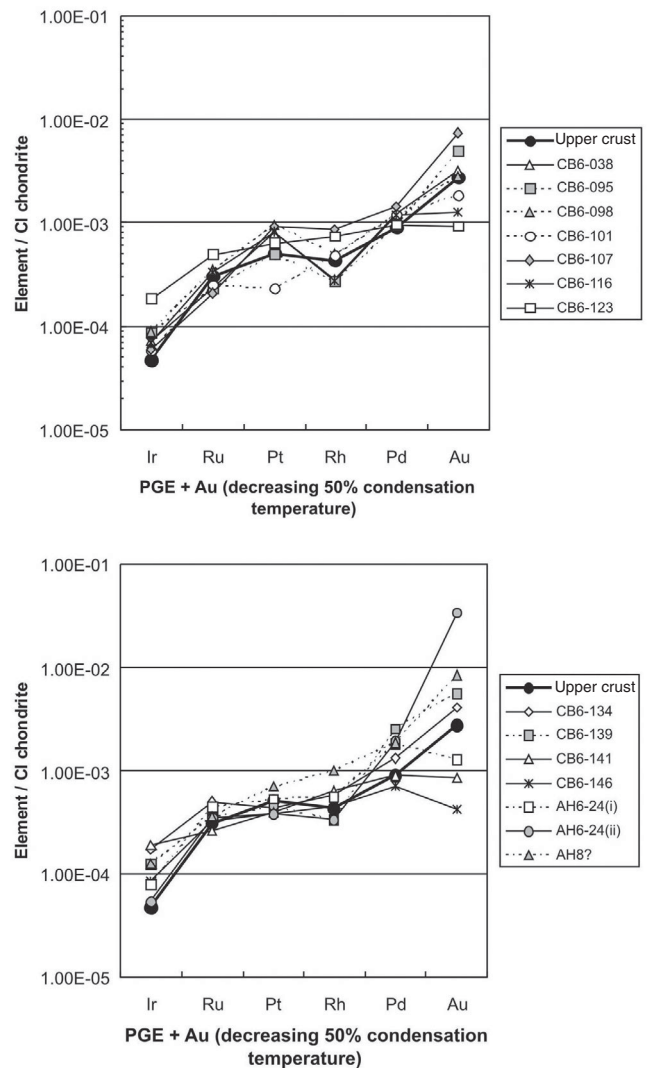 1.00E-01
1.00E-02
1.00E-03
1.00E-04
1.00E-05
Element / CI chondrite
Ir Ru Pt Rh Pd Au
PGE + Au (decreasing 50% condensation
temperature)
Upper crust
CB6-038
CB6-095
CB6-098
CB6-101
CB6-107
CB6-116
CB6-123
1.00E-01
1.00E-02
1.00E-03
1.00E-04
1.00E-05
Element / CI chondrite
Ir Ru Pt Rh Pd Au
PGE + Au (decreasing 50% condensation
temperature)
Upper crust
CB6-134
CB6-139
CB6-141
CB6-146
AH6-24(i)
AH6-24(ii)
AH8?